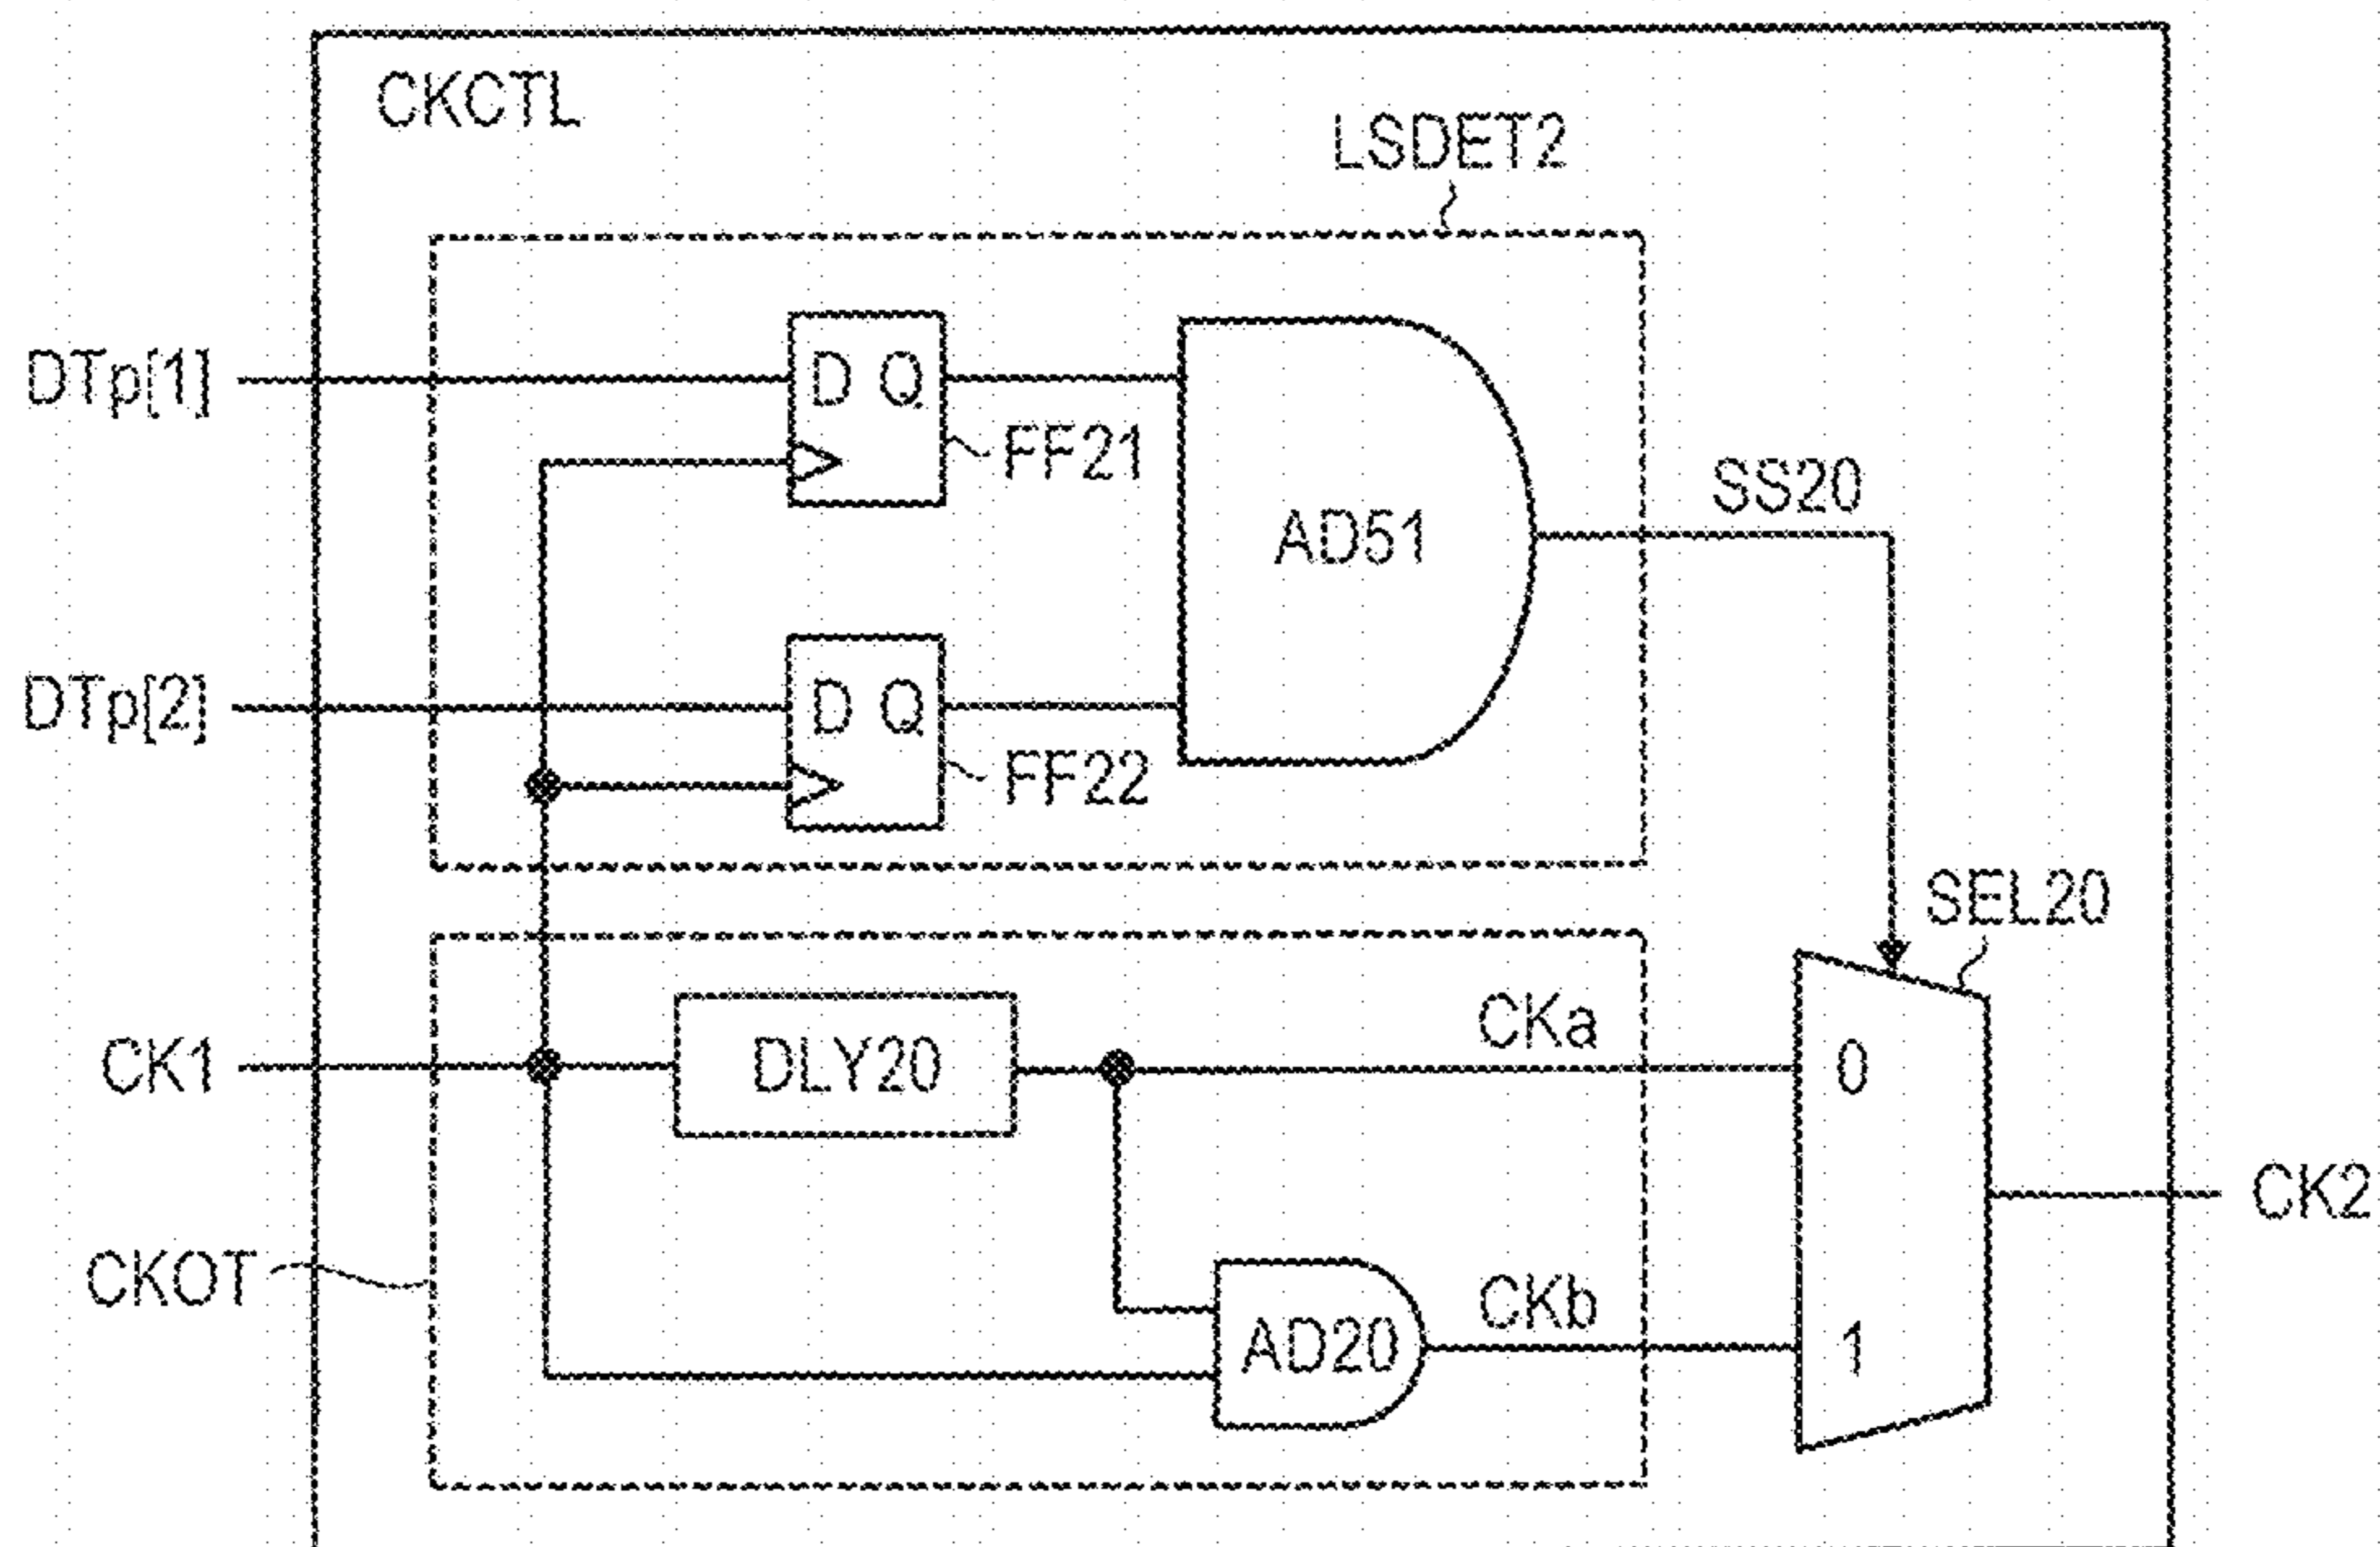 CKCTL
LSDET2
DTp[1]
D Q
FF21
AD51
SS20
DTp[2]
D Q
FF22
SEL20
CK1
DLY20
CKa
0
CK2
CKOT
AD20
CKb
1